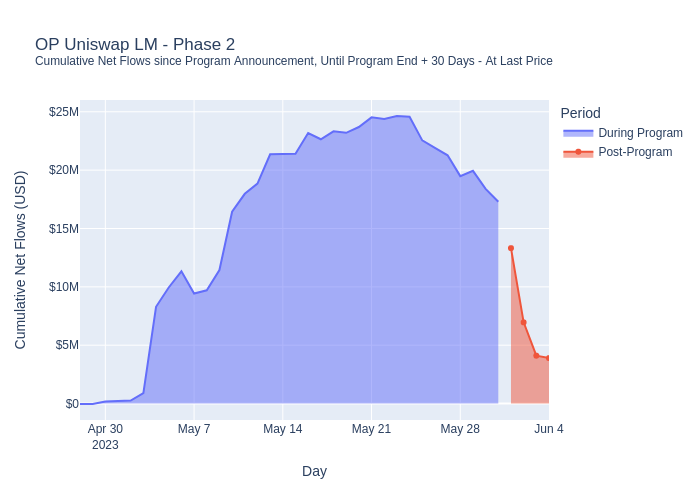 OP Uniswap LM - Phase 2
Cumulative Net Flows since Program Announcement, Until Program End + 30 Days - At Last Price
Period
During Program
Post-Program
Cumulative Net Flows (USD)
$25M
$20M
$15M
$10M
$5M
$0
Apr 30
2023
May 7
May 14
May 21
May 28
Jun 4
Day